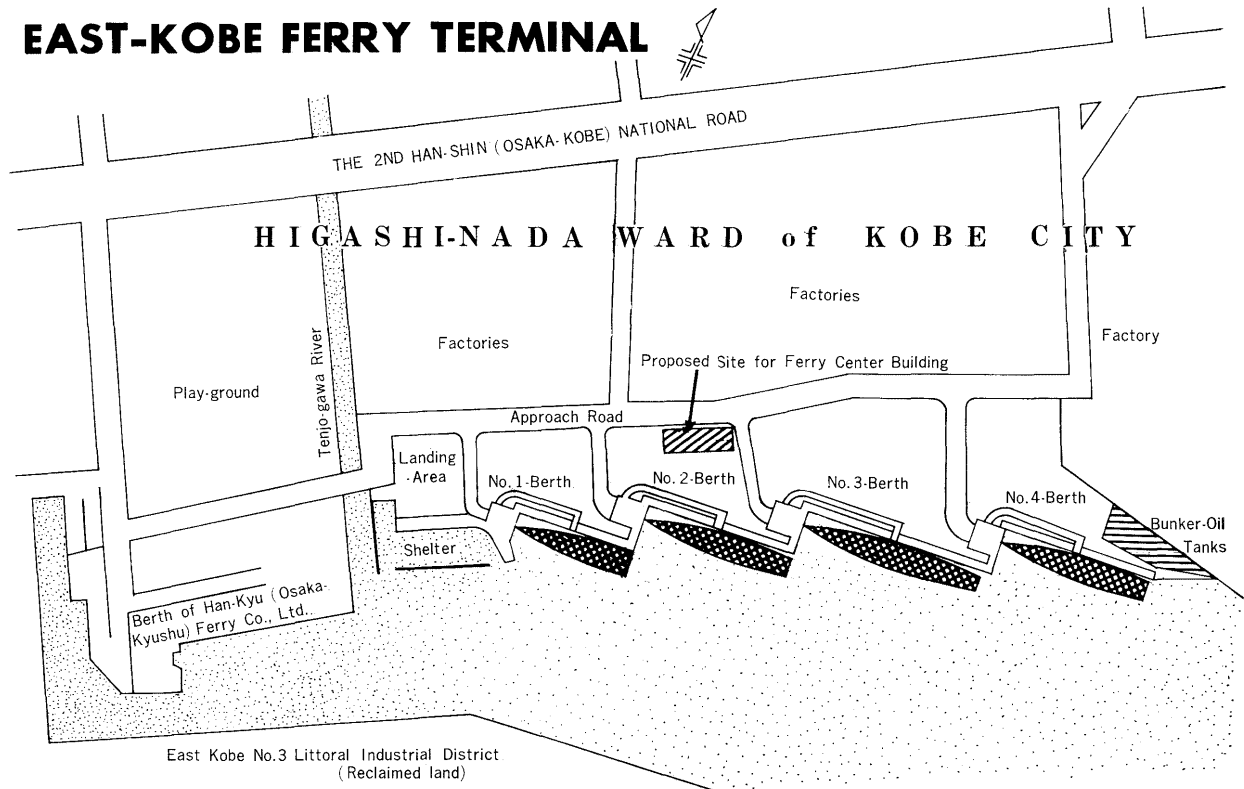 EAST-KOBE FERRY TERMINAL
THE 2ND HAN-SHIN (OSAKA-KOBE) NATIONAL ROAD
HIGASHI-NADA WARD of KOBE CITY
Factories
Factories
Factory
Tenjo-gawa River
Proposed Site for Ferry Center Building
Play-ground
Approach Road
Landing
-Area
No.1-Berth
No.2-Berth
No.3-Berth
No.4-Berth
Bunker-Oil
Tanks
Shelter
Berth of Han-Kyu (Osaka-
Kyushu) Ferry Co., Ltd..
East Kobe No.3 Littoral Industrial District
(Reclaimed land)